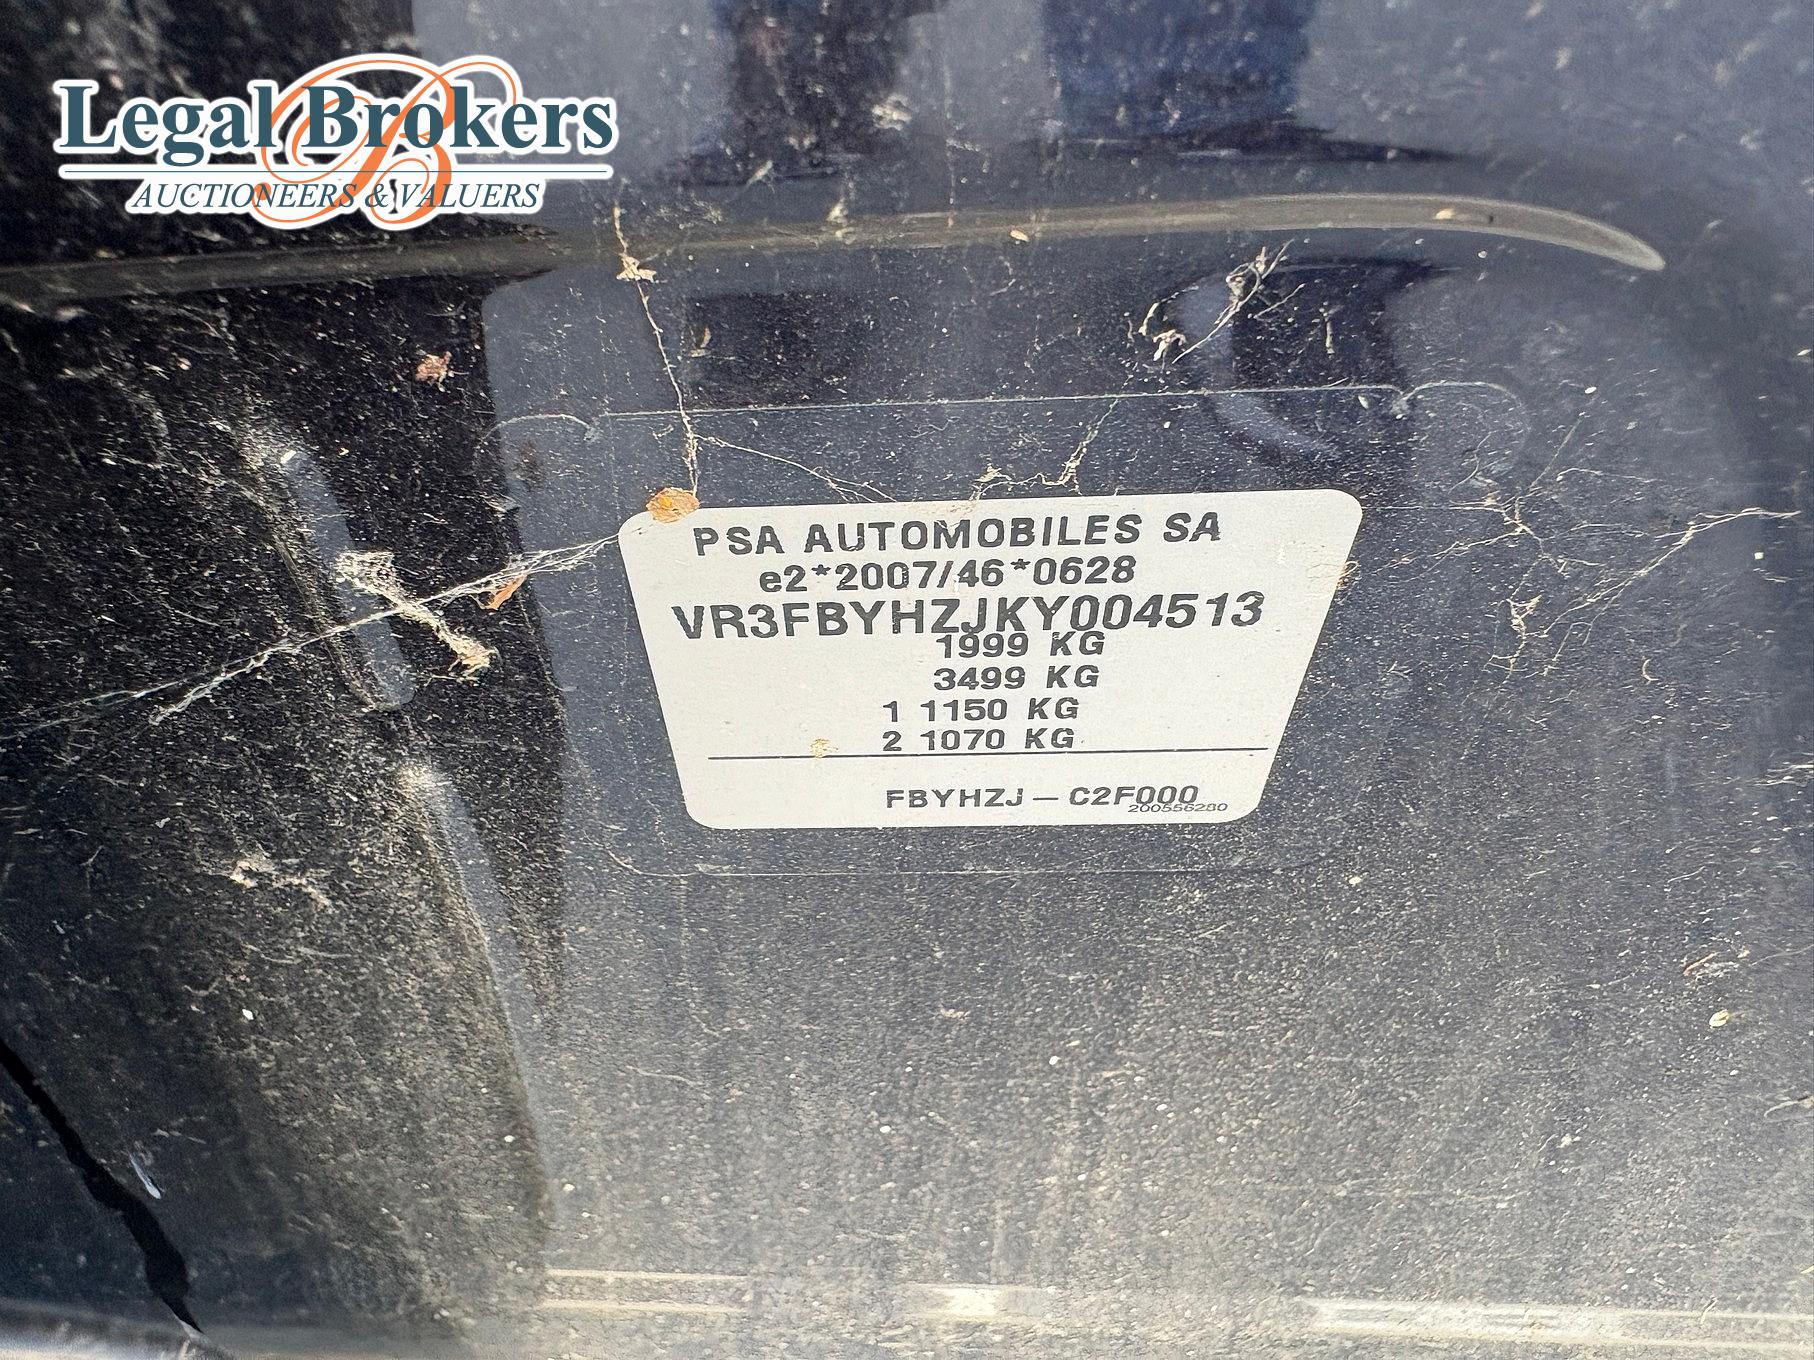 Legal Brokers
AUCTIONEERS & VALUERS
PSA AUTOMOBILES SA
e2*2007/46*0628
VR3FBYHZJKY004513
1999 KG
3499 KG
1 1150 KG
2 1070 KG
FBYHZJ – C2F000
200556280